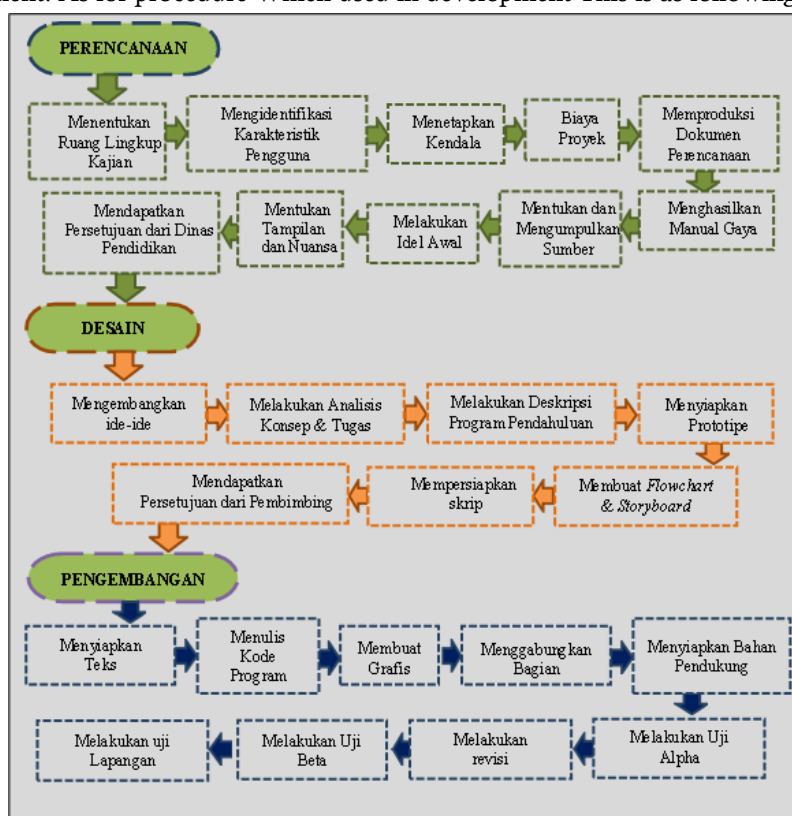 As for procedure Which used in development This is as following
PERENCANAAN
Menentukan
Ruang Lingkup
Kajian
Mengidentifikasi
Karakteristik
Pengguna
Menetapkan
Kendala
Biaya
Proyek
Memproduksi
Dokumen
Perencanaan
Menghasilkan
Manual Gaya
Mentukan dan
Mengumpulkan
Sumber
Melakukan
Idel Awal
Mentukan
Tampilan
dan Nuansa
Mendapatkan
Persetujuan dari Dinas
Pendidikan
DESAIN
Mengembangkan
ide-ide
Melakukan Analisis
Konsep & Tugas
Melakukan Deskripsi
Program Pendahuluan
Menyiapkan
Prototipe
Membuat Flowchart
& Storyboard
Mempersiapkan
skrip
Mendapatkan
Persetujuan dari Pembimbing
PENGEMBANGAN
Menyiapkan
Teks
Menulis
Kode
Program
Membuat
Grafis
Menggabungkan
Bagian
Menyiapkan Bahan
Pendukung
Melakukan Uji
Alpha
Melakukan
revisi
Melakukan Uji
Beta
Melakukan uji
Lapangan